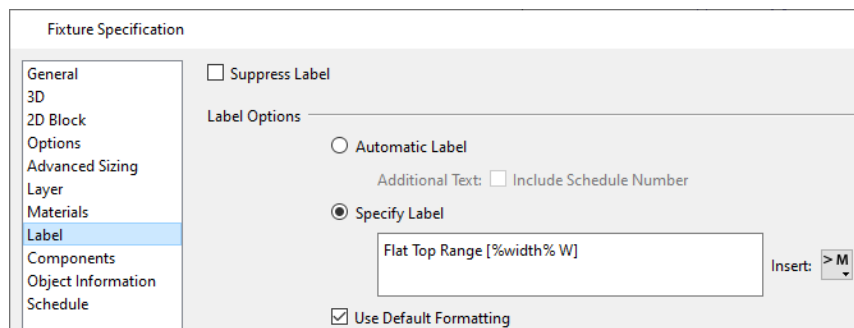 Fixture Specification
General
3D
2D Block
Options
Advanced Sizing
Layer
Materials
Label
Components
Object Information
Schedule
Suppress Label
Label Options
Automatic Label
Additional Text: Include Schedule Number
Specify Label
Flat Top Range [%width% W]
Insert: > M
Use Default Formatting